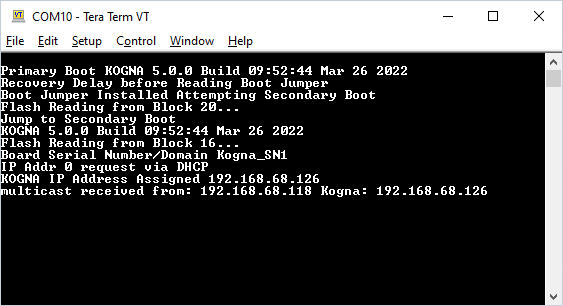 COM10 - Tera Term VT
File Edit Setup Control Window Help
Primary Boot KOGNA 5.0.0 Build 09:52:44 Mar 26 2022
Recovery Delay before Reading Boot Jumper
Boot Jumper Installed Attempting Secondary Boot
Flash Reading from Block 20...
Jump to Secondary Boot
KOGNA 5.0.0 Build 09:52:44 Mar 26 2022
Flash Reading from Block 16...
Board Serial Number/Domain Kogna_SN1
IP Addr 0 request via DHCP
KOGNA IP Address Assigned 192.168.68.126
multicast received from: 192.168.68.118 Kogna: 192.168.68.126